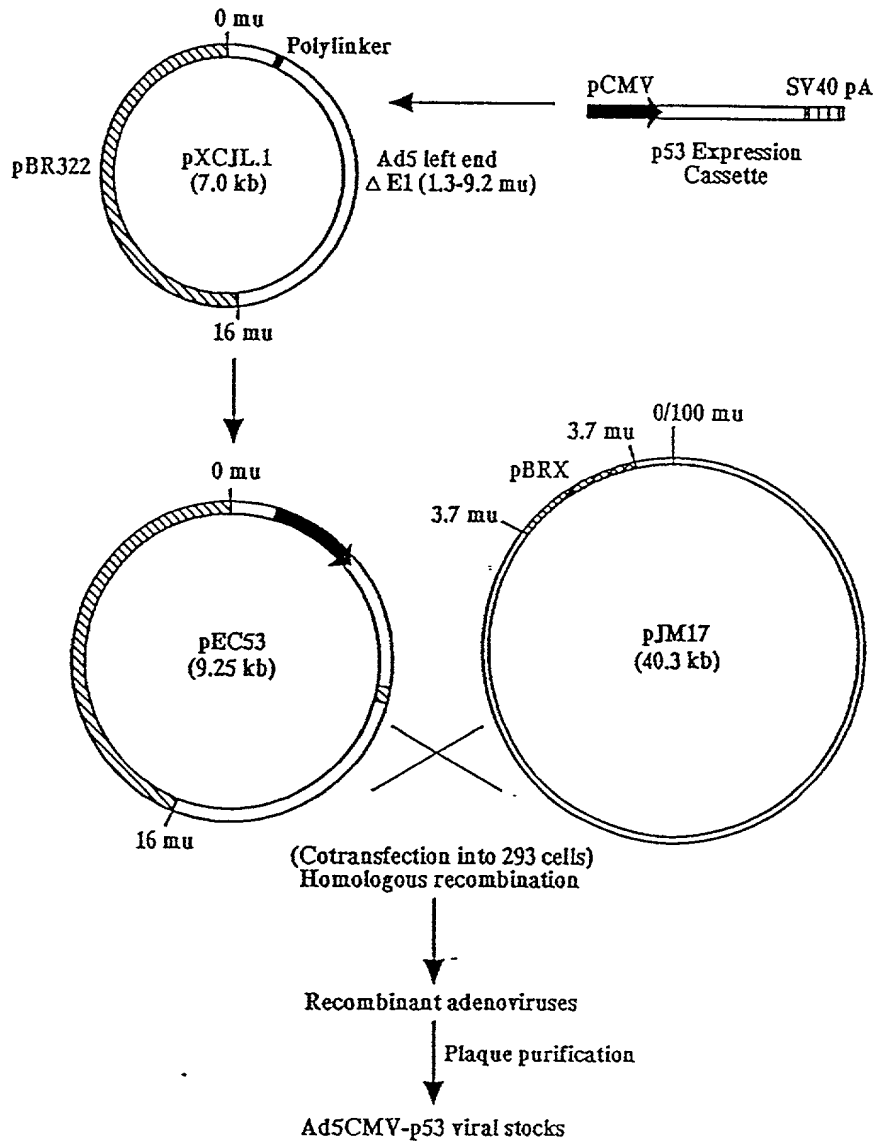 0 mu
Polylinker
pBR322
pXCJL.1
(7.0 kb)
Ad5 left end
Δ E1 (1.3-9.2 mu)
16 mu
pCMV
SV40 pA
p53 Expression
Cassette
0 mu
pEC53
(9.25 kb)
16 mu
0/100 mu
3.7 mu
pBRX
3.7 mu
pJM17
(40.3 kb)
(Cotransfection into 293 cells)
Homologous recombination
Recombinant adenoviruses
Plaque purification
Ad5CMV-p53 viral stocks